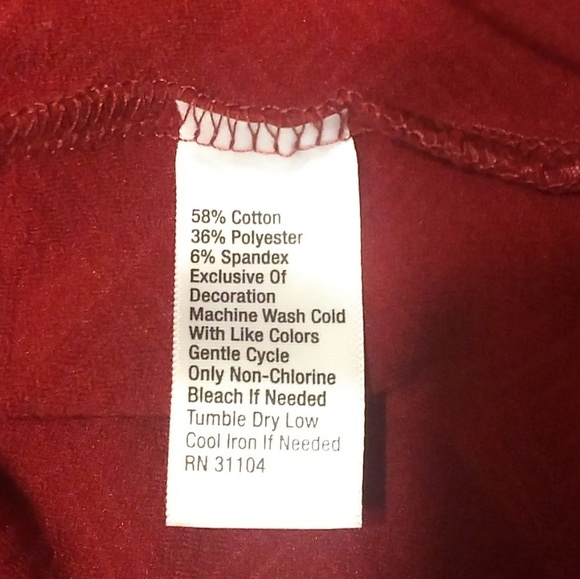 58% Cotton
36% Polyester
6% Spandex
Exclusive Of
Decoration
Machine Wash Cold
With Like Colors
Gentle Cycle
Only Non-Chlorine
Bleach If Needed
Tumble Dry Low
Cool Iron If Needed
RN 31104